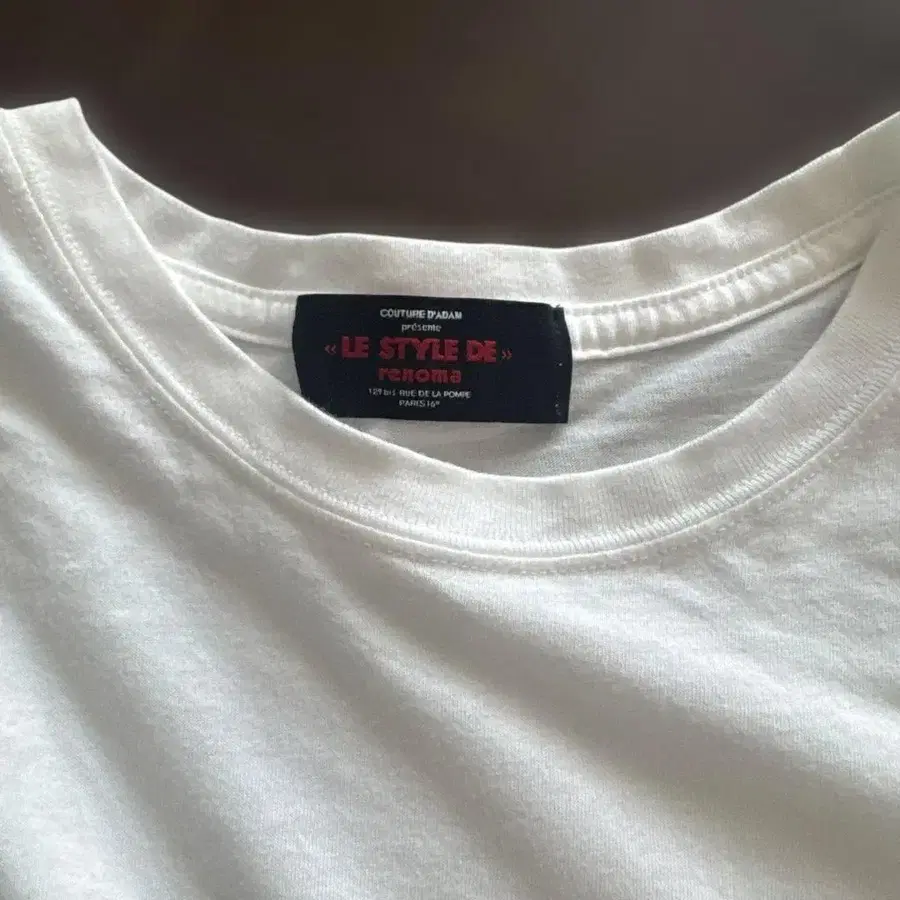 COUTURE D'ADAM
présente
« LE STYLE DE »
renoma
129 bis RUE DE LA POMPE
PARIS 16e